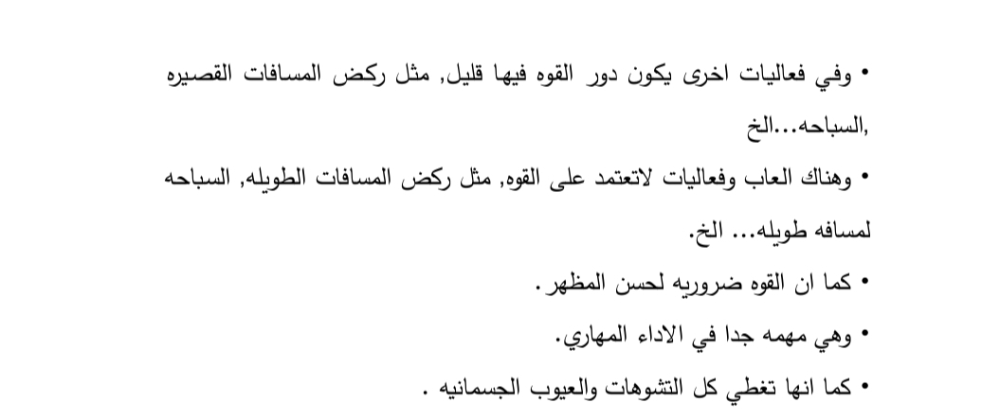 • وفي فعاليات اخرى يكون دور القوه فيها قليل, مثل ركض المسافات القصيره
,السباحه...الخ
• وهناك العاب وفعاليات لاتعتمد على القوه, مثل ركض المسافات الطويله, السباحه
لمسافه طويله... الخ.
• كما ان القوه ضروريه لحسن المظهر .
• وهي مهمه جدا في الاداء المهاري.
• كما انها تغطي كل التشوهات والعيوب الجسمانيه .